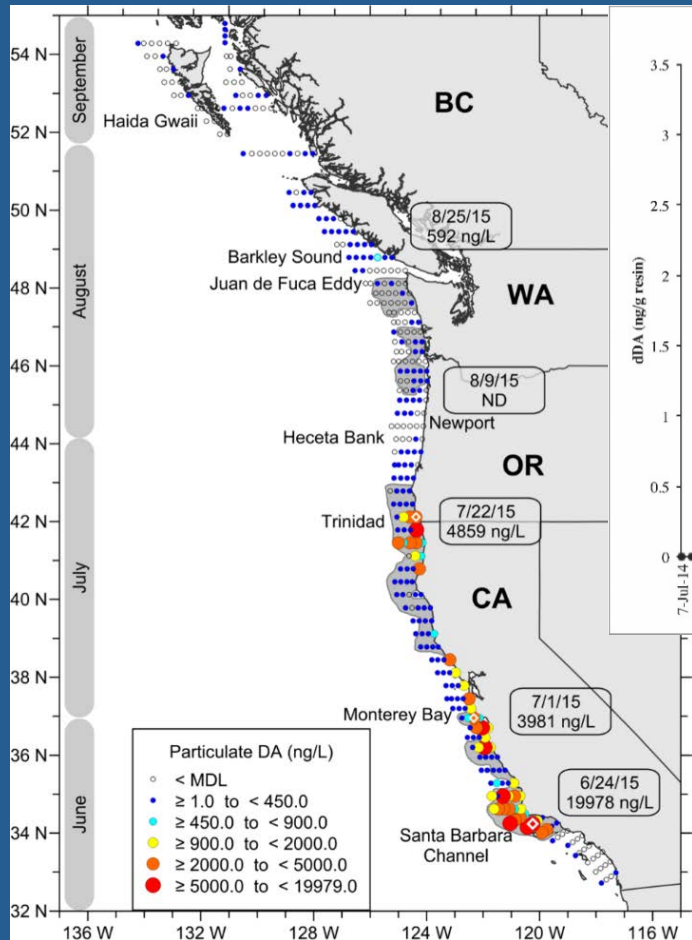 54 N
52 N
50 N
48 N
46 N
44 N
42 N
40 N
38 N
36 N
34 N
32 N
September
August
July
June
BC
Haida Gwaii
8/25/15
592 ng/L
Barkley Sound
Juan de Fuca Eddy
WA
8/9/15
ND
Newport
Heceta Bank
OR
Trinidad
7/22/15
4859 ng/L
CA
Monterey Bay
7/1/15
3981 ng/L
6/24/15
19978 ng/L
Santa Barbara
Channel
Particulate DA (ng/L)
< MDL
≥ 1.0 to < 450.0
≥ 450.0 to < 900.0
≥ 900.0 to < 2000.0
≥ 2000.0 to < 5000.0
≥ 5000.0 to < 19979.0
136 W
132 W
128 W
124 W
120 W
116 W
3.5
3
2.5
2
1.5
1
0.5
0
dDA (ng/g resin)
7-Jul-14